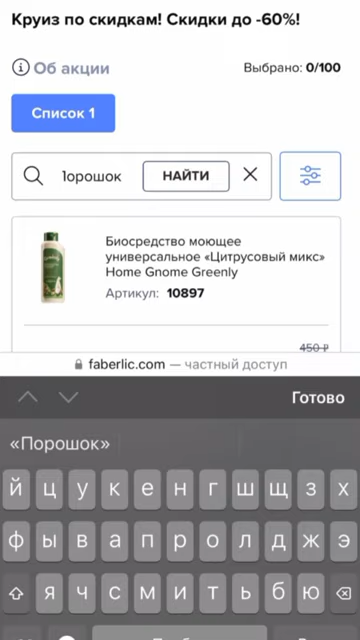 Круиз по скидкам! Скидки до -60%!
Об акции
Выбрано: 0/100
Список 1
Порошок
НАЙТИ
Биосредство моющее
универсальное «Цитрусовый микс»
Home Gnome Greenly
Артикул: 10897
450 ₽
faberlic.com — частный доступ
Готово
«Порошок»
й ц у к е н г ш щ з х
ф ы в а п р о л д ж э
я ч с м и т ь б ю